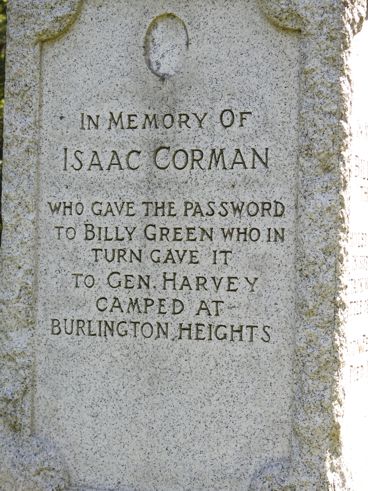 IN MEMORY OF
ISAAC CORMAN
WHO GAVE THE PASSWORD
TO BILLY GREEN WHO IN
TURN GAVE IT
TO GEN. HARVEY
CAMPED AT
BURLINGTON HEIGHTS